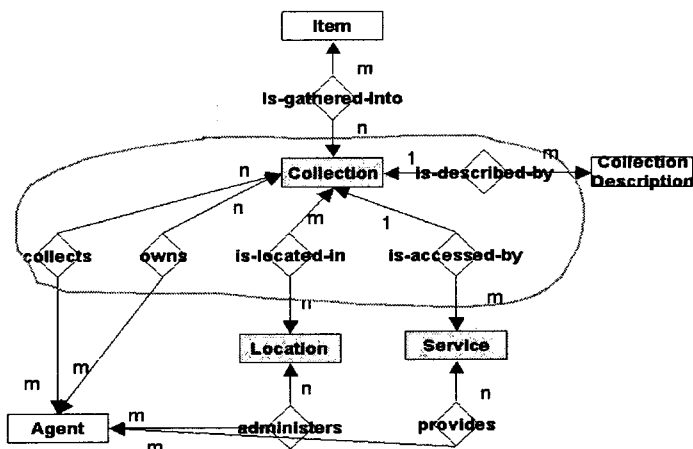 Item
m
is-gathered-into
n
Collection
1
is-described-by
m
Collection
Description
n
n
m
1
collects
owns
is-located-in
is-accessed-by
n
m
Location
Service
m
m
n
n
Agent
m
administers
provides
m